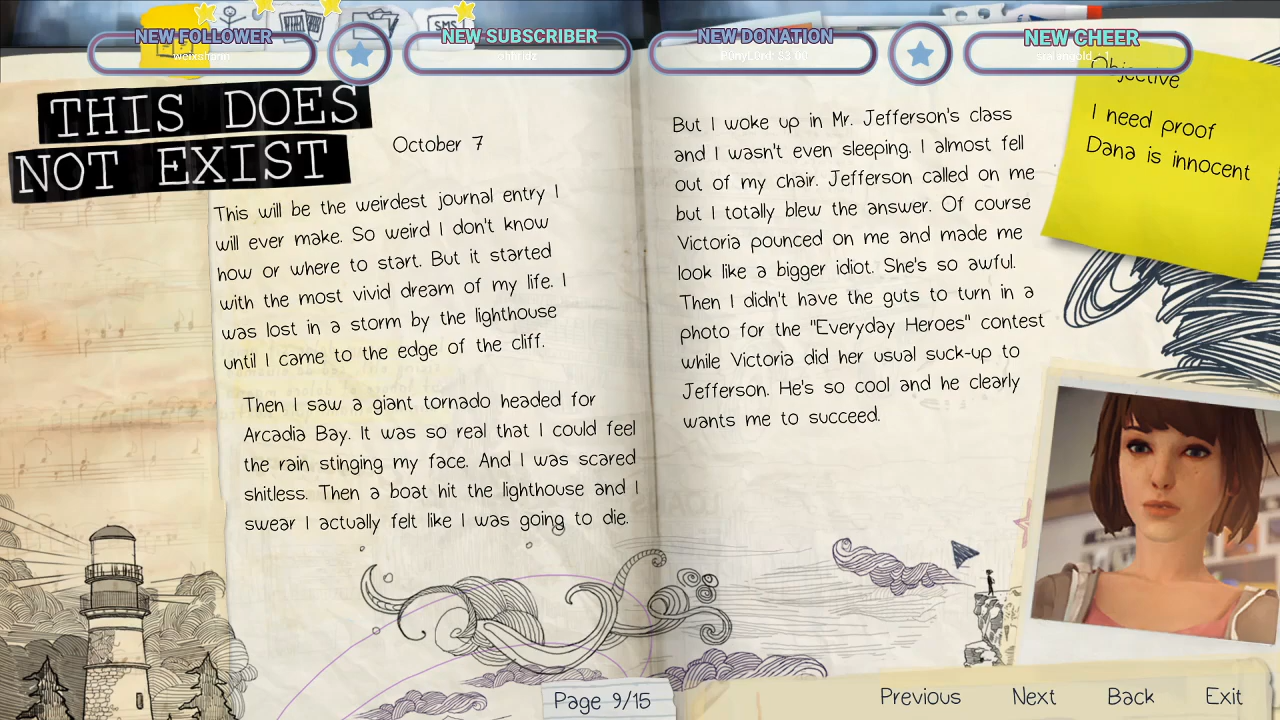 SMS
NEW FOLLOWER
NEW SUBSCRIBER
NEW DONATION
NEW CHEER
THIS DOES
NOT EXIST
October 7
This will be the weirdest journal entry I
will ever make. So weird I don't know
how or where to start. But it started
with the most vivid dream of my life. I
was lost in a storm by the lighthouse
until I came to the edge of the cliff.
Then I saw a giant tornado headed for
Arcadia Bay. It was so real that I could feel
the rain stinging my face. And I was scared
shitless. Then a boat hit the lighthouse and I
swear I actually felt like I was going to die.
But I woke up in Mr. Jefferson's class
and I wasn't even sleeping. I almost fell
out of my chair. Jefferson called on me
but I totally blew the answer. Of course
Victoria pounced on me and made me
look like a bigger idiot. She's so awful.
Then I didn't have the guts to turn in a
photo for the "Everyday Heroes" contest
while Victoria did her usual suck-up to
Jefferson. He's so cool and he clearly
wants me to succeed.
Objective
I need proof
Dana is innocent
Page 9/15
Previous
Next
Back
Exit